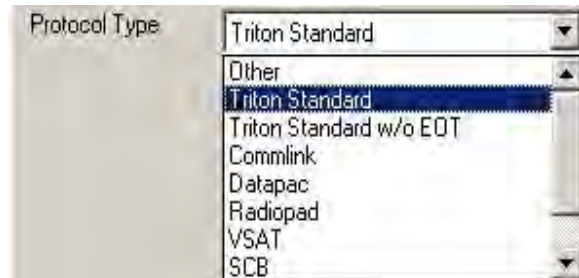 Protocol Type
Triton Standard
Other
Triton Standard
Triton Standard w/o EOT
Commlink
Datapac
Radiopad
VSAT
SCB